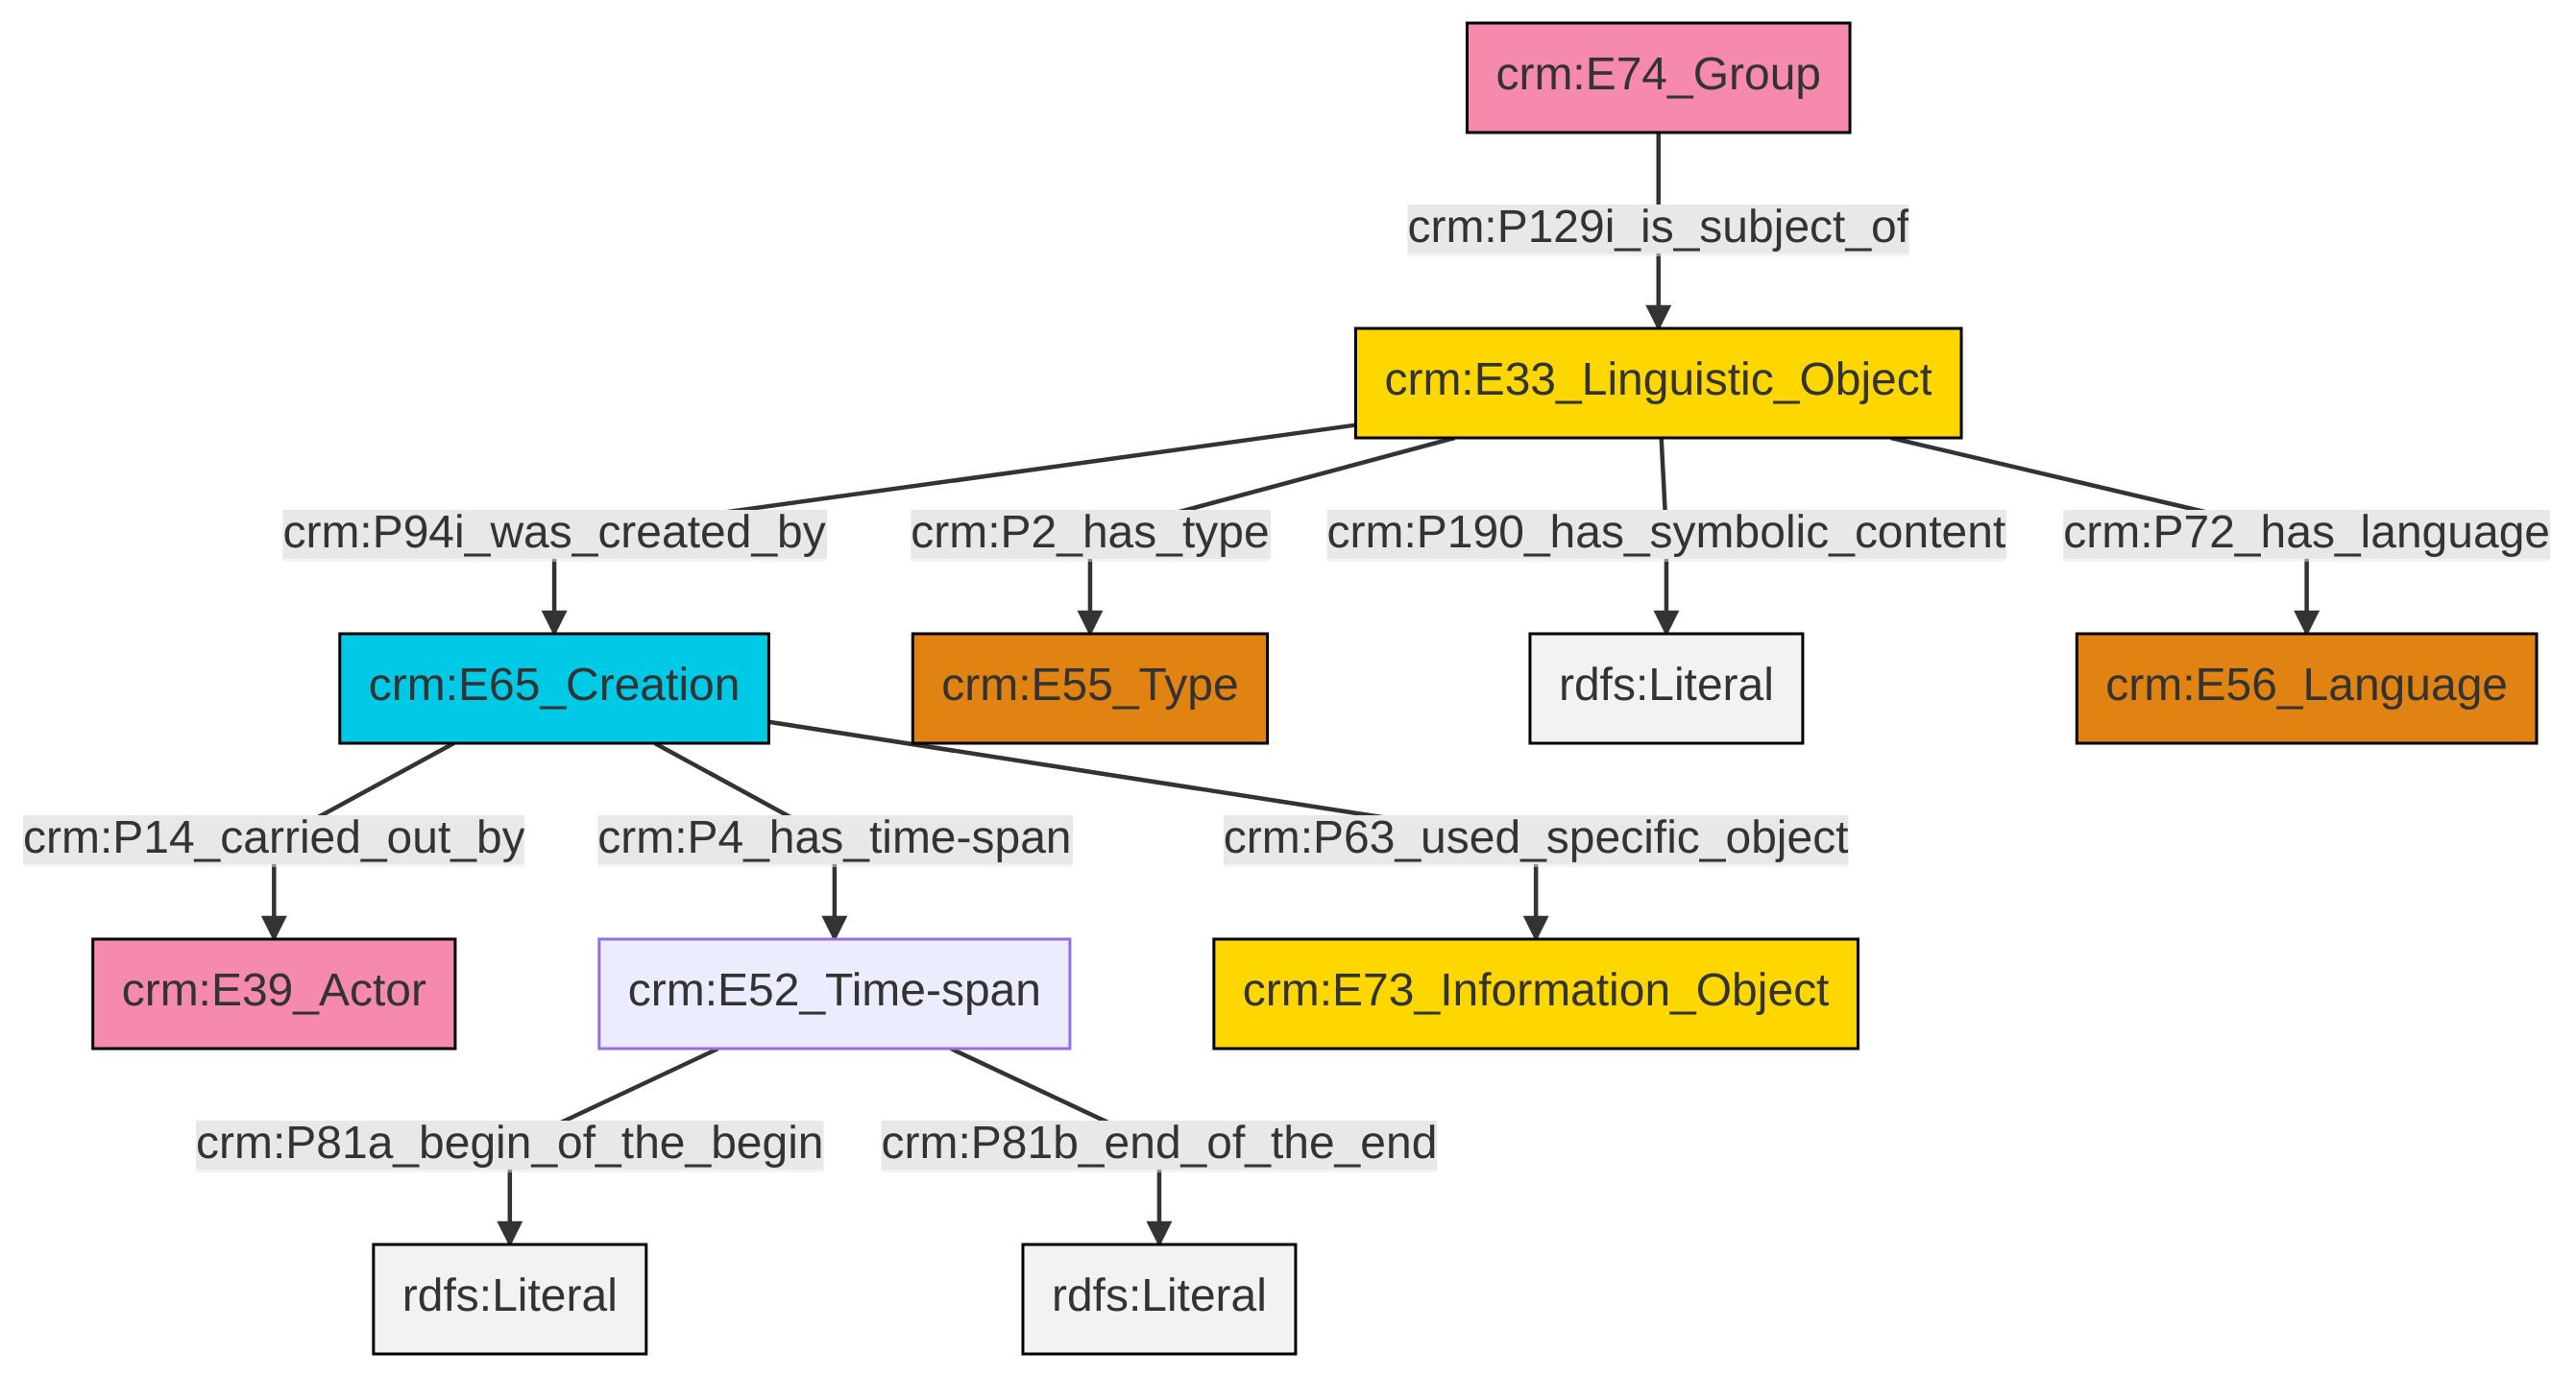 crm:E74_Group
crm:P129i_is_subject_of
crm:E33_Linguistic_Object
crm:P94i_was_created_by
crm:P2_has_type
crm:P190_has_symbolic_content
crm:P72_has_language
crm:E65_Creation
crm:E55_Type
rdfs:Literal
crm:E56_Language
crm:P14_carried_out_by
crm:P4_has_time-span
crm:P63_used_specific_object
crm:E39_Actor
crm:E52_Time-span
crm:E73_Information_Object
crm:P81a_begin_of_the_begin
crm:P81b_end_of_the_end
rdfs:Literal
rdfs:Literal